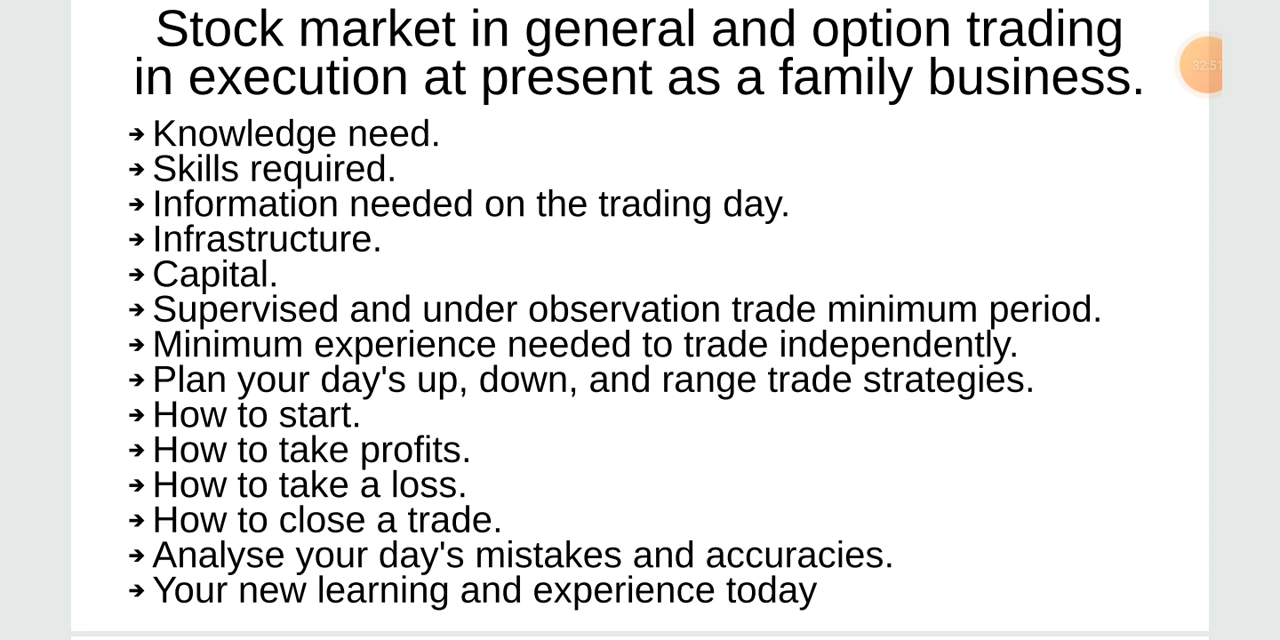 Stock market in general and option trading
in execution at present as a family business.
➔ Knowledge need.
➔ Skills required.
➔ Information needed on the trading day.
➔ Infrastructure.
➔ Capital.
➔ Supervised and under observation trade minimum period.
➔ Minimum experience needed to trade independently.
➔ Plan your day's up, down, and range trade strategies.
➔ How to start.
➔ How to take profits.
➔ How to take a loss.
➔ How to close a trade.
➔ Analyse your day's mistakes and accuracies.
➔ Your new learning and experience today
32:51